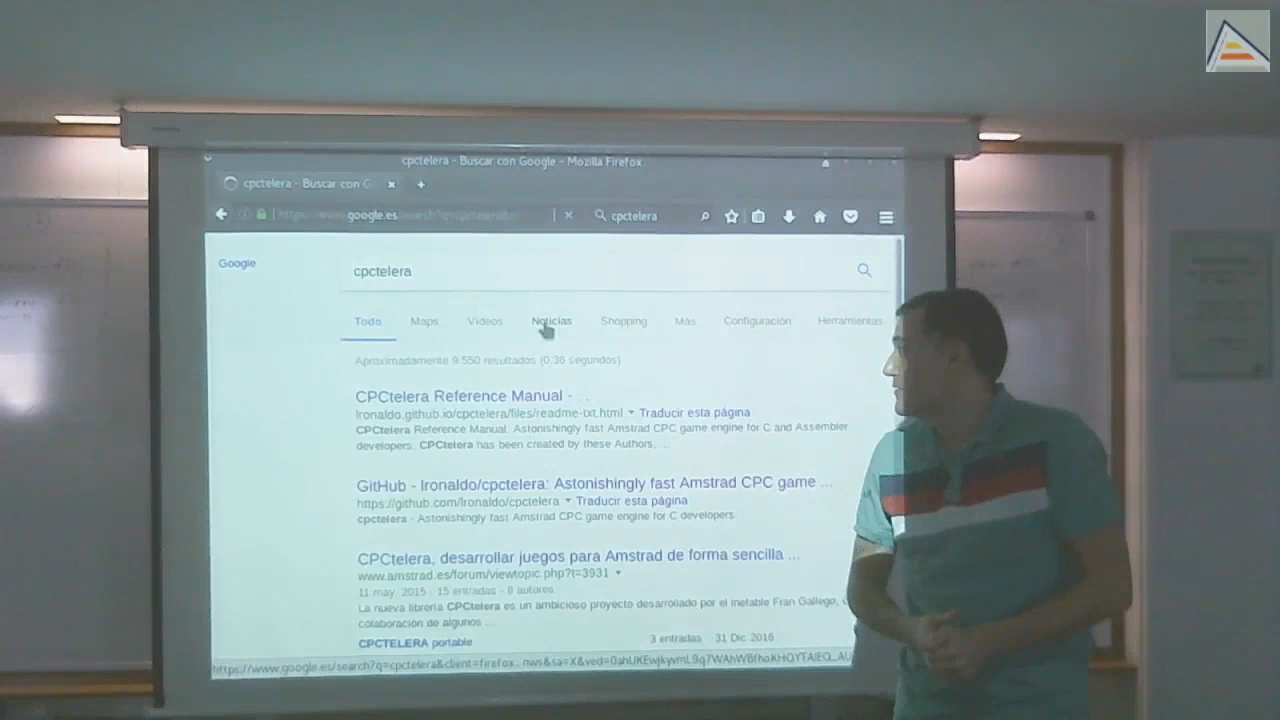 cpctelera - Buscar con Google - Mozilla Firefox
cpctelera - Buscar con G
google.es
cpctelera
Google
cpctelera
Todo Maps Vídeos Noticias Shopping Más Configuración Herramientas
Aproximadamente 9.550 resultados (0,36 segundos)
CPCtelera Reference Manual - ...
lronaldo.github.io/cpctelera/files/readme-txt.html Traducir esta página
CPCtelera Reference Manual. Astonishingly fast Amstrad CPC game engine for C and Assembler
developers. CPCtelera has been created by these Authors, ...
GitHub - lronaldo/cpctelera: Astonishingly fast Amstrad CPC game ...
https://github.com/lronaldo/cpctelera Traducir esta página
cpctelera - Astonishingly fast Amstrad CPC game engine for C developers.
CPCtelera, desarrollar juegos para Amstrad de forma sencilla ...
www.amstrad.es/forum/viewtopic.php?t=3931
11 may. 2015 - 15 entradas - 8 autores
La nueva librería CPCtelera es un ambicioso proyecto desarrollado por el inefable Fran Gallego,
colaboración de algunos ...
CPCTELERA portable 3 entradas 31 Dic 2016